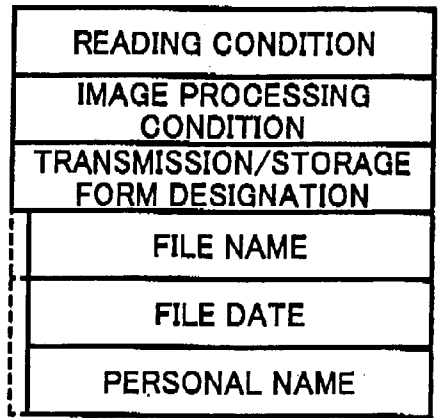 READING CONDITION
IMAGE PROCESSING
CONDITION
TRANSMISSION/STORAGE
FORM DESIGNATION
FILE NAME
FILE DATE
PERSONAL NAME